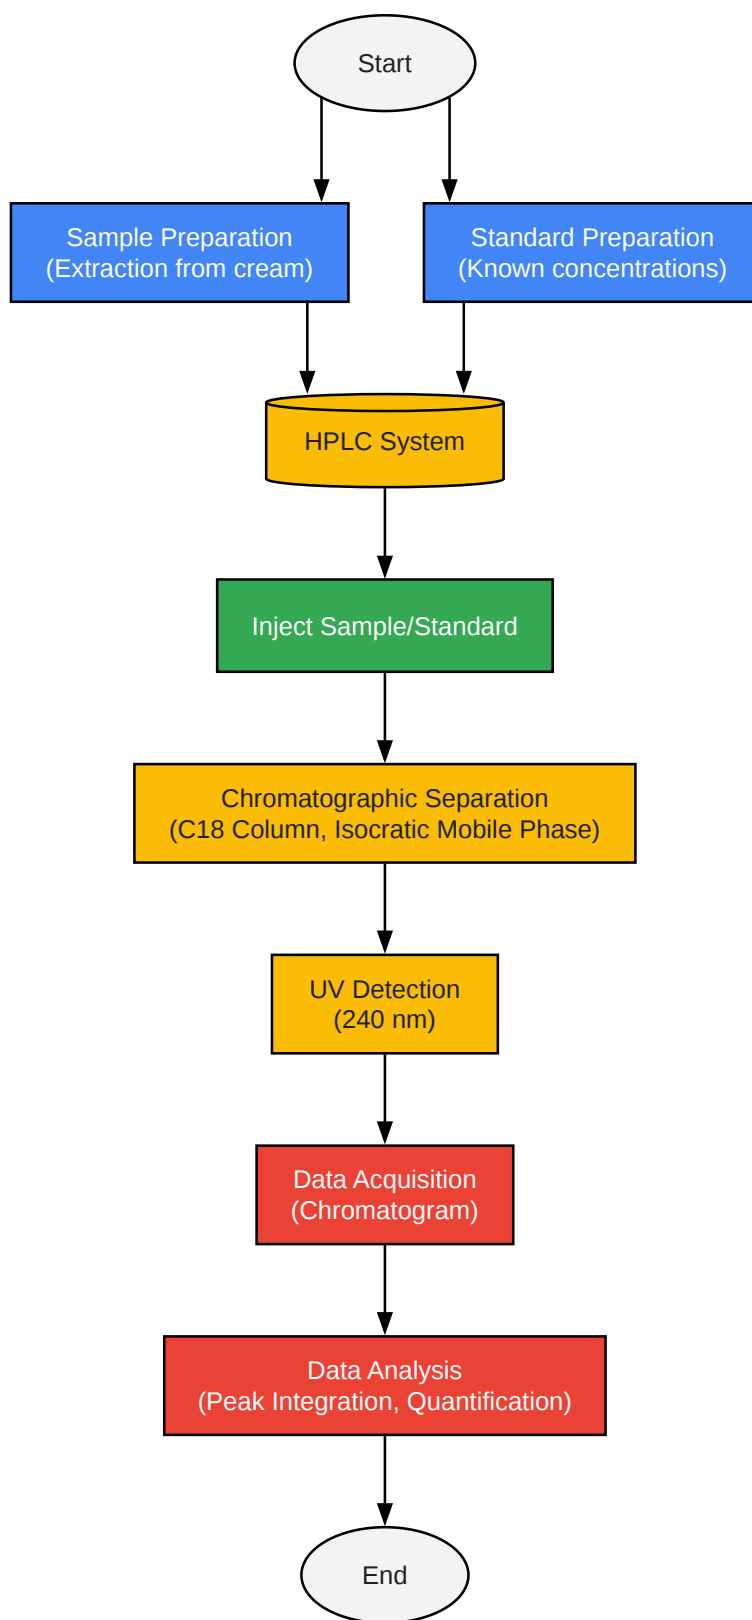 Start
Sample Preparation
(Extraction from cream)
Standard Preparation
(Known concentrations)
HPLC System
Inject Sample/Standard
Chromatographic Separation
(C18 Column, Isocratic Mobile Phase)
UV Detection
(240 nm)
Data Acquisition
(Chromatogram)
Data Analysis
(Peak Integration, Quantification)
End